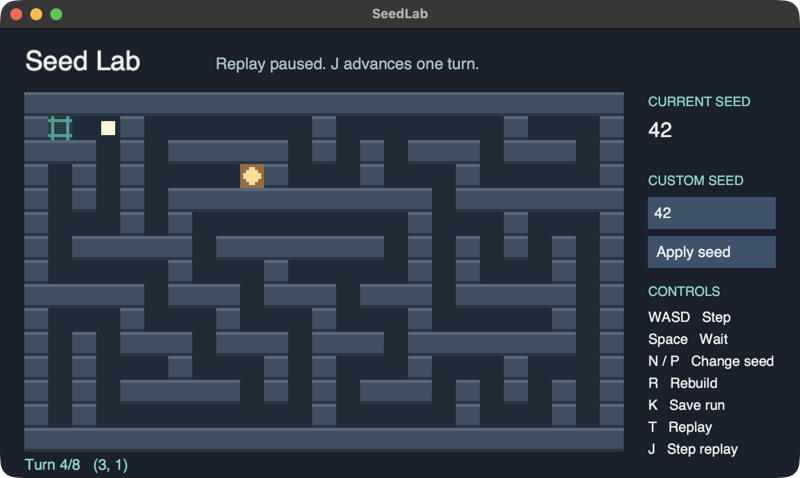 SeedLab
Seed Lab
Replay paused. J advances one turn.
CURRENT SEED
42
CUSTOM SEED
42
Apply seed
CONTROLS
WASD Step
Space Wait
N / P Change seed
R Rebuild
K Save run
T Replay
J Step replay
Turn 4/8 (3, 1)